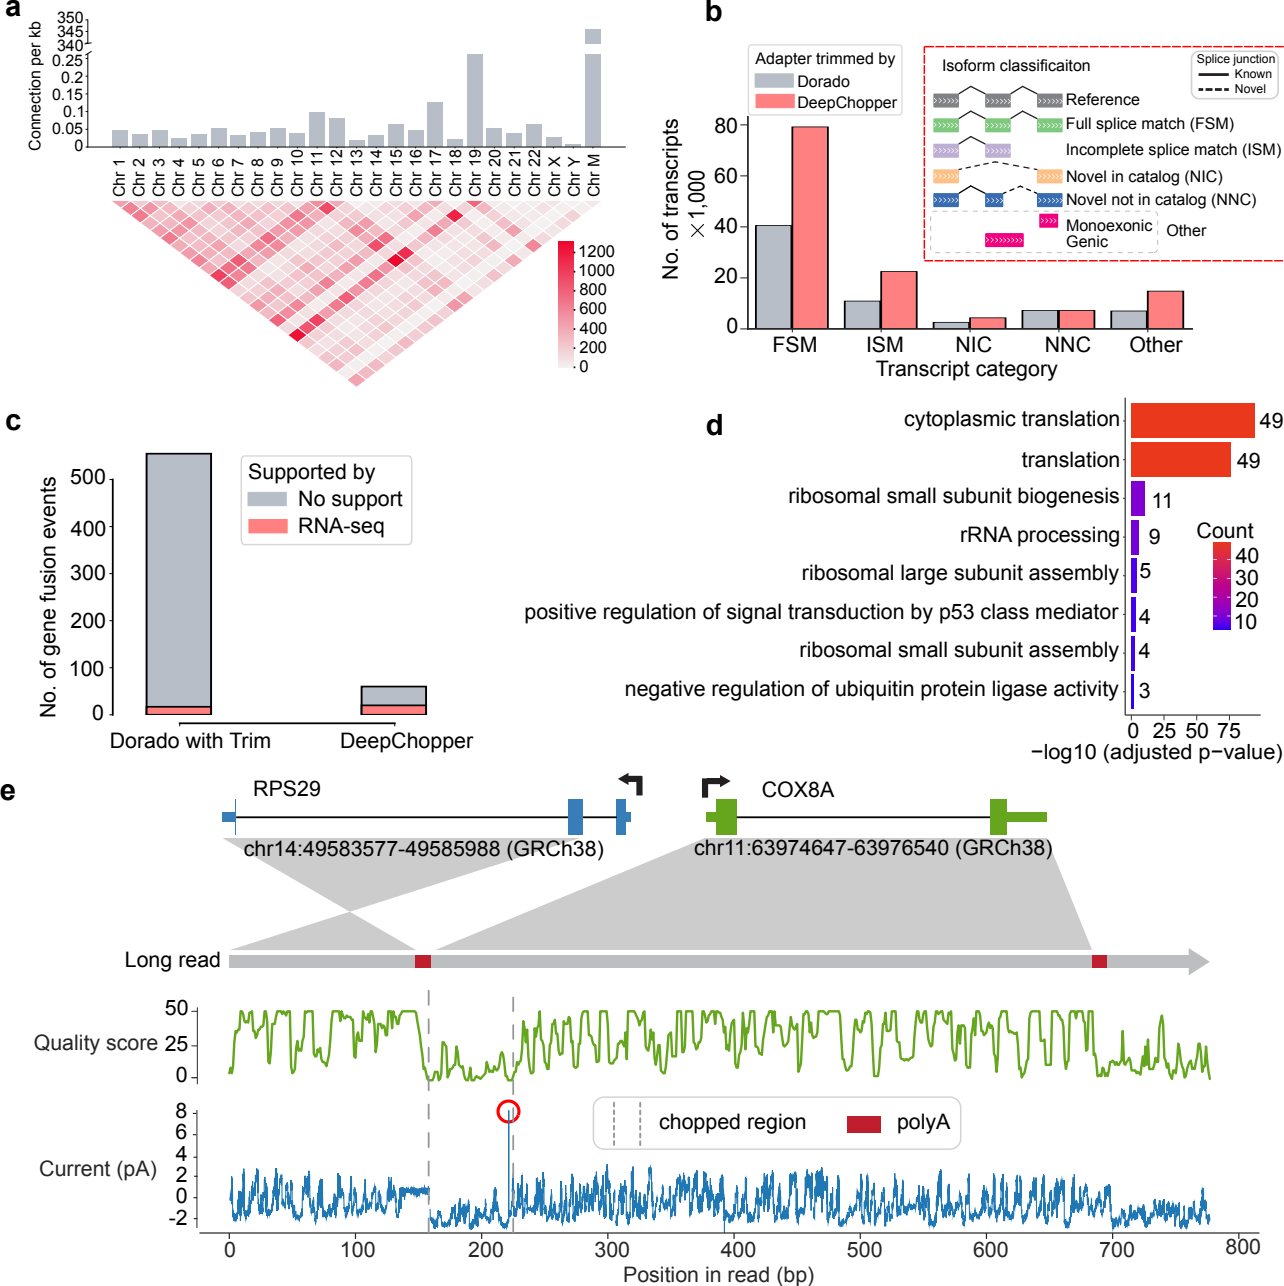 a
350
345
340
0.25
0.2
0.15
0.1
0.05
0
Connection per kb
Chr 1
Chr 2
Chr 3
Chr 4
Chr 5
Chr 6
Chr 7
Chr 8
Chr 9
Chr 10
Chr 11
Chr 12
Chr 13
Chr 14
Chr 15
Chr 16
Chr 17
Chr 18
Chr 19
Chr 20
Chr 21
Chr 22
Chr X
Chr Y
Chr M
1200
1000
800
600
400
200
0
b
Adapter trimmed by
Dorado
DeepChopper
Isoform classificaiton
Splice junction
Known
Novel
Reference
Full splice match (FSM)
Incomplete splice match (ISM)
Novel in catalog (NIC)
Novel not in catalog (NNC)
Monoexonic
Genic
Other
No. of transcripts
× 1,000
80
60
40
20
0
FSM
ISM
NIC
NNC
Other
Transcript category
c
No. of gene fusion events
500
400
300
200
100
0
Supported by
No support
RNA-seq
Dorado with Trim
DeepChopper
d
cytoplasmic translation
49
translation
49
ribosomal small subunit biogenesis
11
rRNA processing
9
ribosomal large subunit assembly
5
positive regulation of signal transduction by p53 class mediator
4
ribosomal small subunit assembly
4
negative regulation of ubiquitin protein ligase activity
3
Count
40
30
20
10
0 25 50 75
−log10 (adjusted p−value)
e
RPS29
COX8A
chr14:49583577-49585988 (GRCh38)
chr11:63974647-63976540 (GRCh38)
Long read
Quality score
50
25
0
Current (pA)
8
6
4
2
0
-2
chopped region
polyA
0 100 200 300 400 500 600 700 800
Position in read (bp)